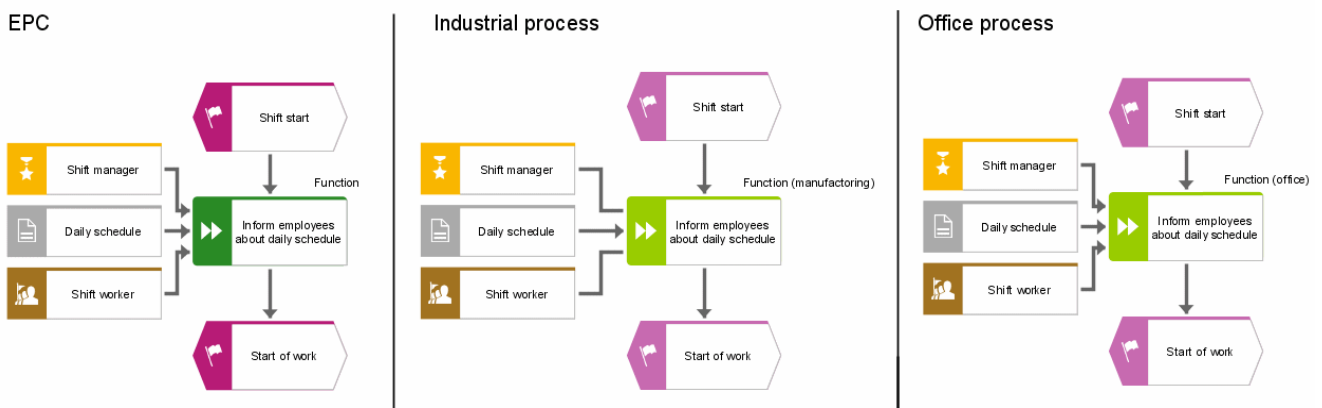 EPC
Shift start
Shift manager
Function
Daily schedule
Inform employees
about daily schedule
Shift worker
Start of work
Industrial process
Shift start
Shift manager
Function (manufactoring)
Daily schedule
Inform employees
about daily schedule
Shift worker
Start of work
Office process
Shift start
Shift manager
Function (office)
Daily schedule
Inform employees
about daily schedule
Shift worker
Start of work